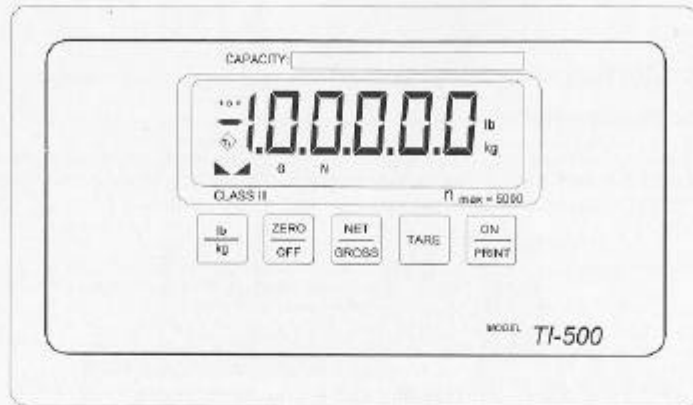 CAPACITY:
-1.0.0.0.0.0
lb
kg
G N
CLASS III
n max = 5000
lb
kg
ZERO
OFF
NET
GROSS
TARE
ON
PRINT
MODEL TI-500